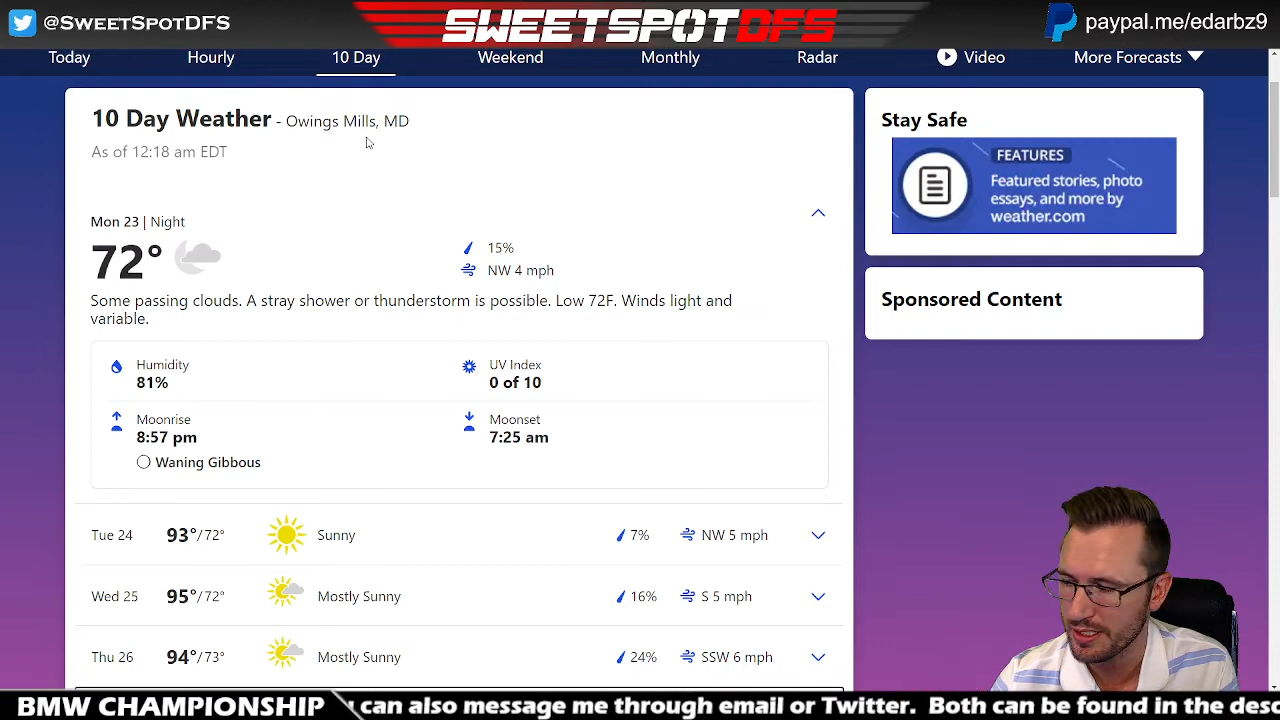 @SweetSpotDFS
SWEETSPOTDFS
paypal.me/edarbz9
Today
Hourly
10 Day
Weekend
Monthly
Radar
Video
More Forecasts
10 Day Weather - Owings Mills, MD
As of 12:18 am EDT
Mon 23 | Night
72°
15%
NW 4 mph
Some passing clouds. A stray shower or thunderstorm is possible. Low 72F. Winds light and
variable.
Humidity
81%
UV Index
0 of 10
Moonrise
8:57 pm
Waning Gibbous
Moonset
7:25 am
Tue 24 93°/72° Sunny 7% NW 5 mph
Wed 25 95°/72° Mostly Sunny 16% S 5 mph
Thu 26 94°/73° Mostly Sunny 24% SSW 6 mph
Stay Safe
FEATURES
Featured stories, photo
essays, and more by
weather.com
Sponsored Content
BMW CHAMPIONSHIP
can also message me through email or Twitter. Both can be found in the